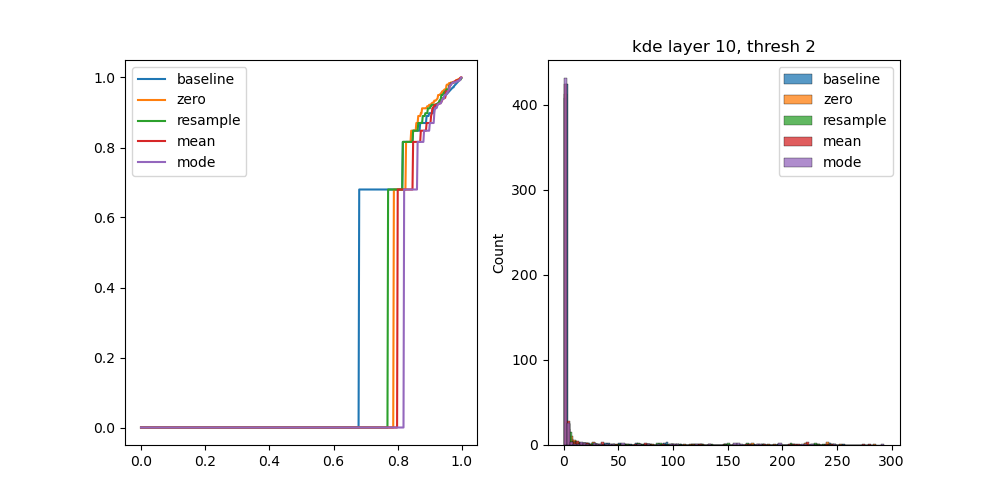 1.0
0.8
0.6
0.4
0.2
0.0
0.0 0.2 0.4 0.6 0.8 1.0
baseline
zero
resample
mean
mode
kde layer 10, thresh 2
Count
400
300
200
100
0
0 50 100 150 200 250 300
baseline
zero
resample
mean
mode